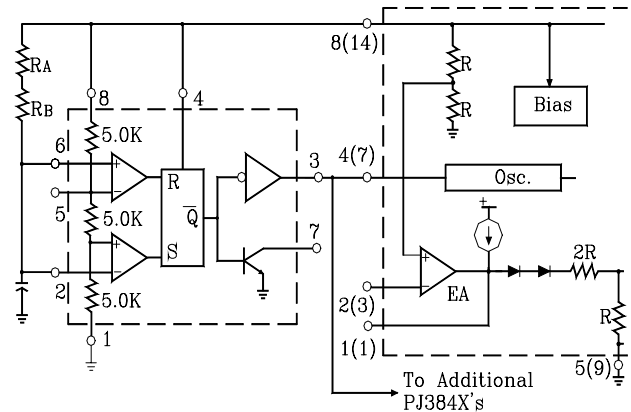 8(14)
RA
RB
R
R
Bias
8
4
5.0K
6
3
4(7)
R
Osc.
5
Q
5.0K
7
S
2R
EA
2
5.0K
2(3)
R
1
1(1)
5(9)
To Additional
PJ384X's